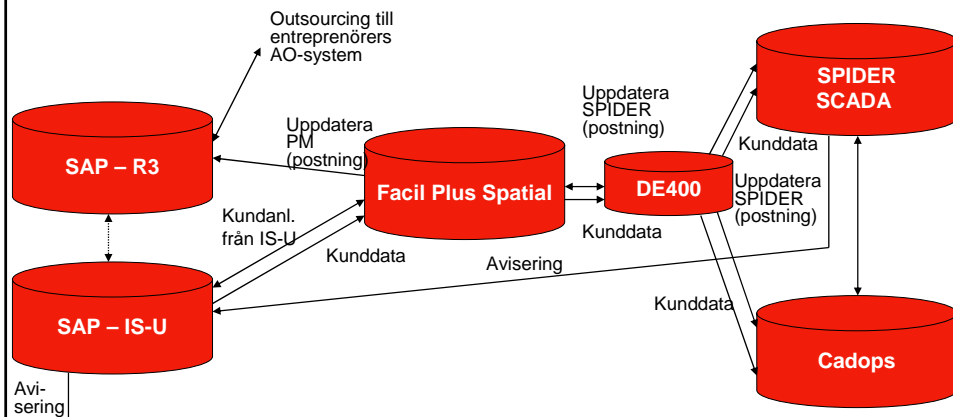 Outsourcing till
entreprenörers
AO-system
SPIDER
SCADA
Uppdatera
SPIDER
(postning)
Uppdatera
PM
(postning)
Kunddata
SAP – R3
Facil Plus Spatial
DE400
Uppdatera
SPIDER
(postning)
Kundanl.
från IS-U
Kunddata
Kunddata
Avisering
Kunddata
SAP – IS-U
Cadops
Avi-
sering